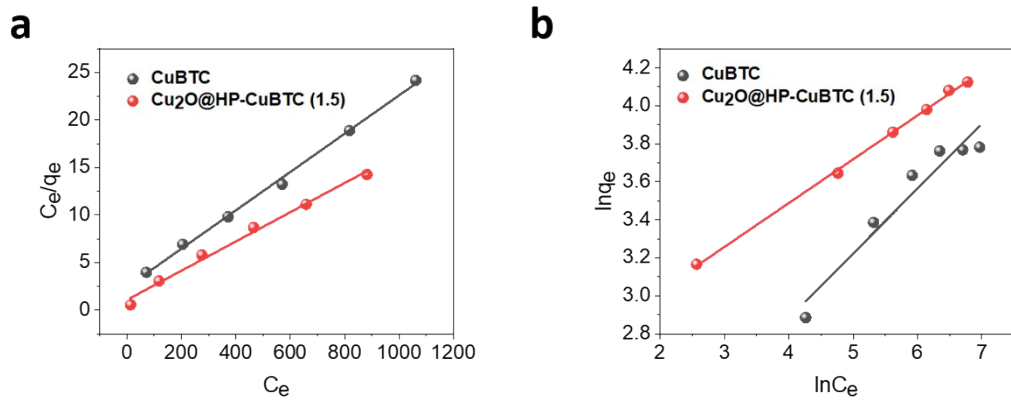 a
CuBTC
Cu2O@HP-CuBTC (1.5)
Ce/qe
25
20
15
10
5
0
0 200 400 600 800 1000 1200
Ce
b
CuBTC
Cu2O@HP-CuBTC (1.5)
lnqe
4.2
4.0
3.8
3.6
3.4
3.2
3.0
2.8
2 3 4 5 6 7
lnCe